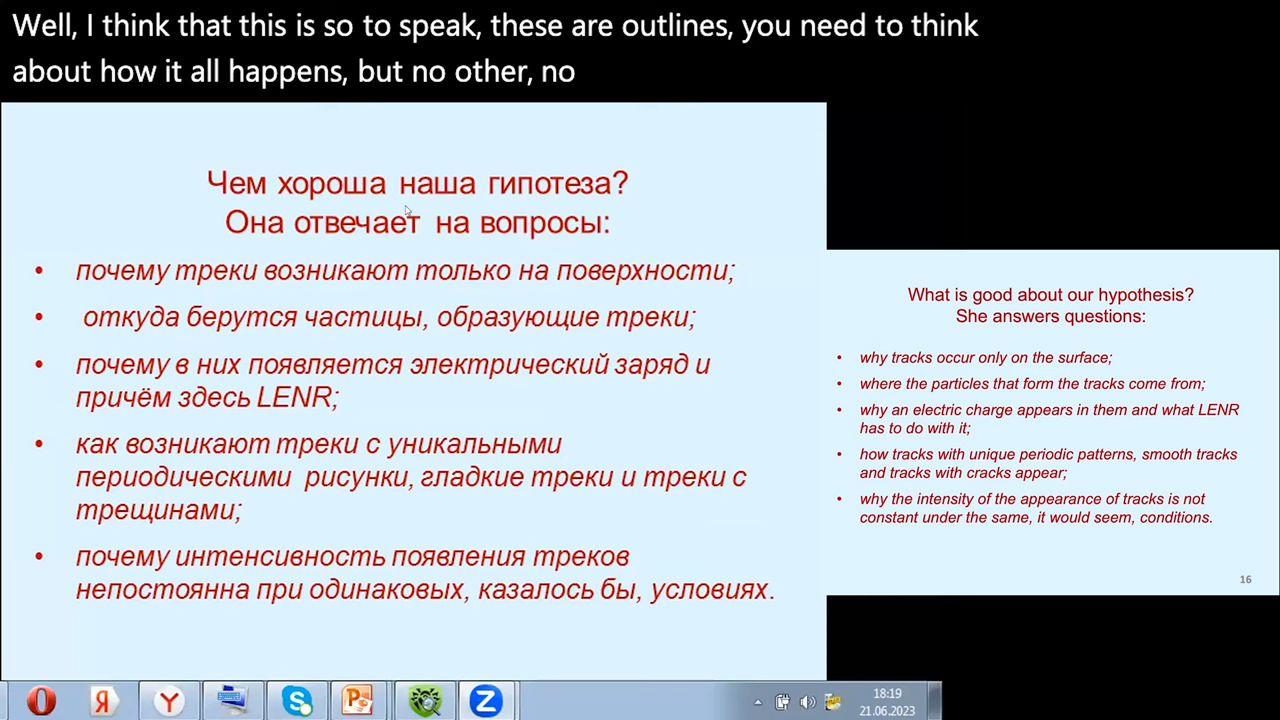 Well, I think that this is so to speak, these are outlines, you need to think
about how it all happens, but no other, no
Чем хороша наша гипотеза?
Она отвечает на вопросы:
• почему треки возникают только на поверхности;
• откуда берутся частицы, образующие треки;
• почему в них появляется электрический заряд и
причём здесь LENR;
• как возникают треки с уникальными
периодическими рисунки, гладкие треки и треки с
трещинами;
• почему интенсивность появления треков
непостоянна при одинаковых, казалось бы, условиях.
What is good about our hypothesis?
She answers questions:
• why tracks occur only on the surface;
• where the particles that form the tracks come from;
• why an electric charge appears in them and what LENR
has to do with it;
• how tracks with unique periodic patterns, smooth tracks
and tracks with cracks appear;
• why the intensity of the appearance of tracks is not
constant under the same, it would seem, conditions.
16
18:19
21.06.2023